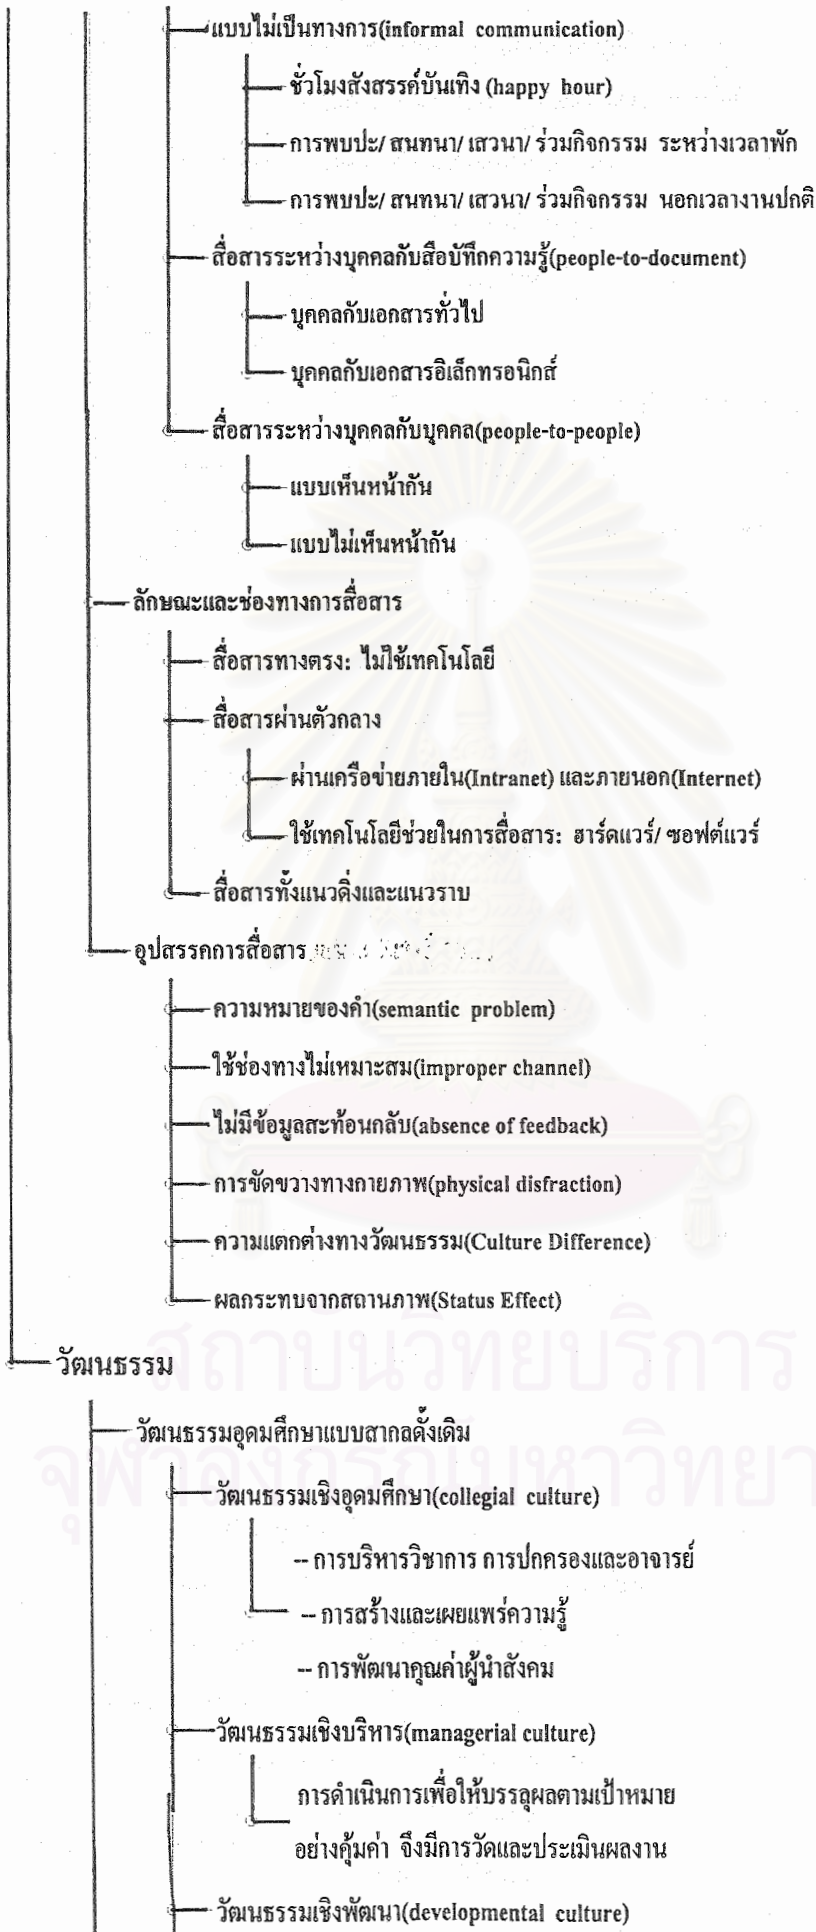 แบบไม่เป็นทางการ(informal communication)
ชั่วโมงสังสรรค์บันเทิง (happy hour)
การพบปะ/ สนทนา/ เสวนา/ ร่วมกิจกรรม ระหว่างเวลาพัก
การพบปะ/ สนทนา/ เสวนา/ ร่วมกิจกรรม นอกเวลางานปกติ
สื่อสารระหว่างบุคคลกับสื่อบัทึกความรู้(people-to-document)
บุคคลกับเอกสารทั่วไป
บุคคลกับเอกสารอิเล็กทรอนิกส์
สื่อสารระหว่างบุคคลกับบุคคล(people-to-people)
แบบเห็นหน้ากัน
แบบไม่เห็นหน้ากัน
ลักษณะและช่องทางการสื่อสาร
สื่อสารทางตรง: ไม่ใช้เทคโนโลยี
สื่อสารผ่านตัวกลาง
ผ่านเครือข่ายภายใน(Intranet) และภายนอก(Internet)
ใช้เทคโนโลยีช่วยในการสื่อสาร: ฮาร์ดแวร์/ ซอฟต์แวร์
สื่อสารทั้งแนวดิ่งและแนวราบ
อุปสรรคการสื่อสาร
ความหมายของคำ(semantic problem)
ใช้ช่องทางไม่เหมาะสม(improper channel)
ไม่มีข้อมูลสะท้อนกลับ(absence of feedback)
การขัดขวางทางกายภาพ(physical disfraction)
ความแตกต่างทางวัฒนธรรม(Culture Difference)
ผลกระทบจากสถานภาพ(Status Effect)
สถาบันวิทยบริการ
วัฒนธรรม
วัฒนธรรมอุดมศึกษาแบบสากลดั้งเดิม
จุฬาลงกรณ์มหาวิทยา
วัฒนธรรมเชิงอุดมศึกษา(collegial culture)
-- การบริหารวิชาการ การปกครองและอาจารย์
-- การสร้างและเผยแพร่ความรู้
-- การพัฒนาคุณค่าผู้นำสังคม
วัฒนธรรมเชิงบริหาร(managerial culture)
การดำเนินการเพื่อให้บรรลุผลตามเป้าหมาย
อย่างคุ้มค่า จึงมีการวัดและประเมินผลงาน
วัฒนธรรมเชิงพัฒนา(developmental culture)